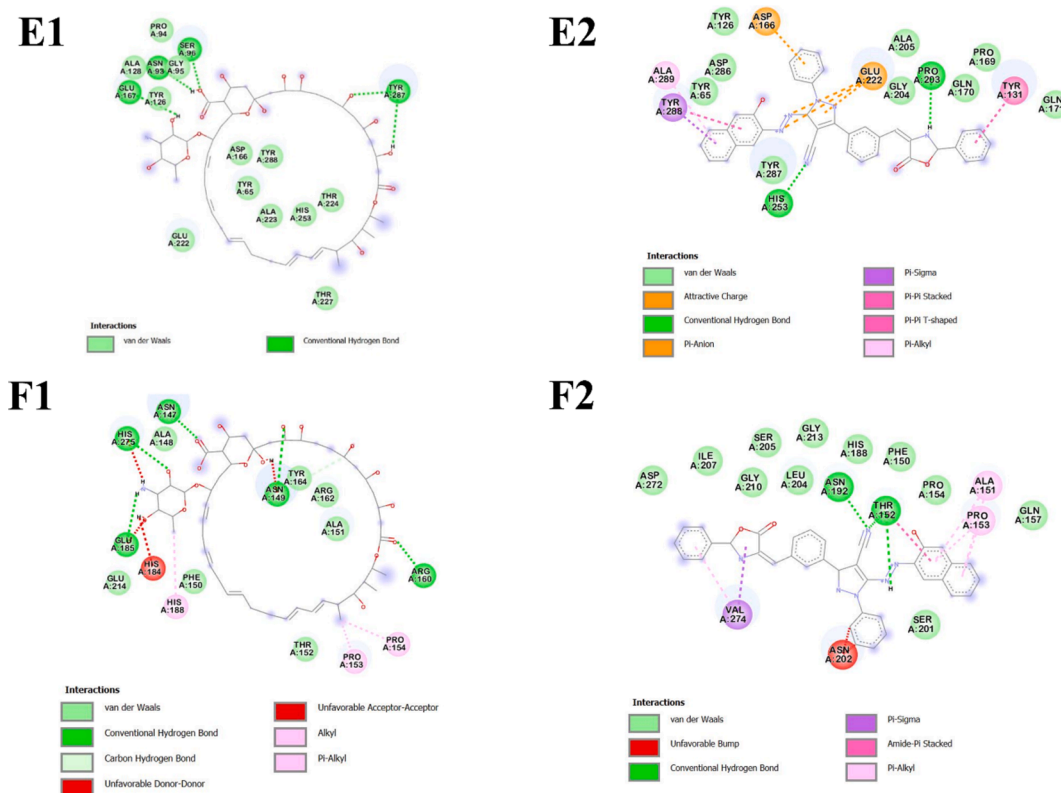 E1
PRO
A:94
SER
A:96
ALA
A:128
ASN
A:93
GLY
A:95
GLU
A:167
TYR
A:126
TYR
A:287
ASP
A:166
TYR
A:288
TYR
A:65
ALA
A:223
HIS
A:253
THR
A:224
GLU
A:222
THR
A:227
Interactions
van der Waals
Conventional Hydrogen Bond
E2
TYR
A:126
ASP
A:166
ALA
A:289
ASP
A:286
TYR
A:65
TYR
A:288
GLU
A:222
ALA
A:205
GLY
A:204
PRO
A:203
PRO
A:169
GLN
A:170
TYR
A:131
GLN
A:171
TYR
A:287
HIS
A:253
Interactions
van der Waals
Attractive Charge
Conventional Hydrogen Bond
Pi-Anion
Pi-Sigma
Pi-Pi Stacked
Pi-Pi T-shaped
Pi-Alkyl
F1
ASN
A:147
HIS
A:275
ALA
A:148
ASN
A:149
TYR
A:164
ARG
A:162
ALA
A:151
GLU
A:185
HIS
A:184
GLU
A:214
PHE
A:150
HIS
A:188
ARG
A:160
THR
A:152
PRO
A:153
PRO
A:154
Interactions
van der Waals
Conventional Hydrogen Bond
Carbon Hydrogen Bond
Unfavorable Donor-Donor
Unfavorable Acceptor-Acceptor
Alkyl
Pi-Alkyl
F2
ASP
A:272
ILE
A:207
SER
A:205
GLY
A:213
GLY
A:210
LEU
A:204
HIS
A:188
ASN
A:192
PHE
A:150
THR
A:152
PRO
A:154
ALA
A:151
PRO
A:153
GLN
A:157
VAL
A:274
ASN
A:202
SER
A:201
Interactions
van der Waals
Unfavorable Bump
Conventional Hydrogen Bond
Pi-Sigma
Amide-Pi Stacked
Pi-Alkyl